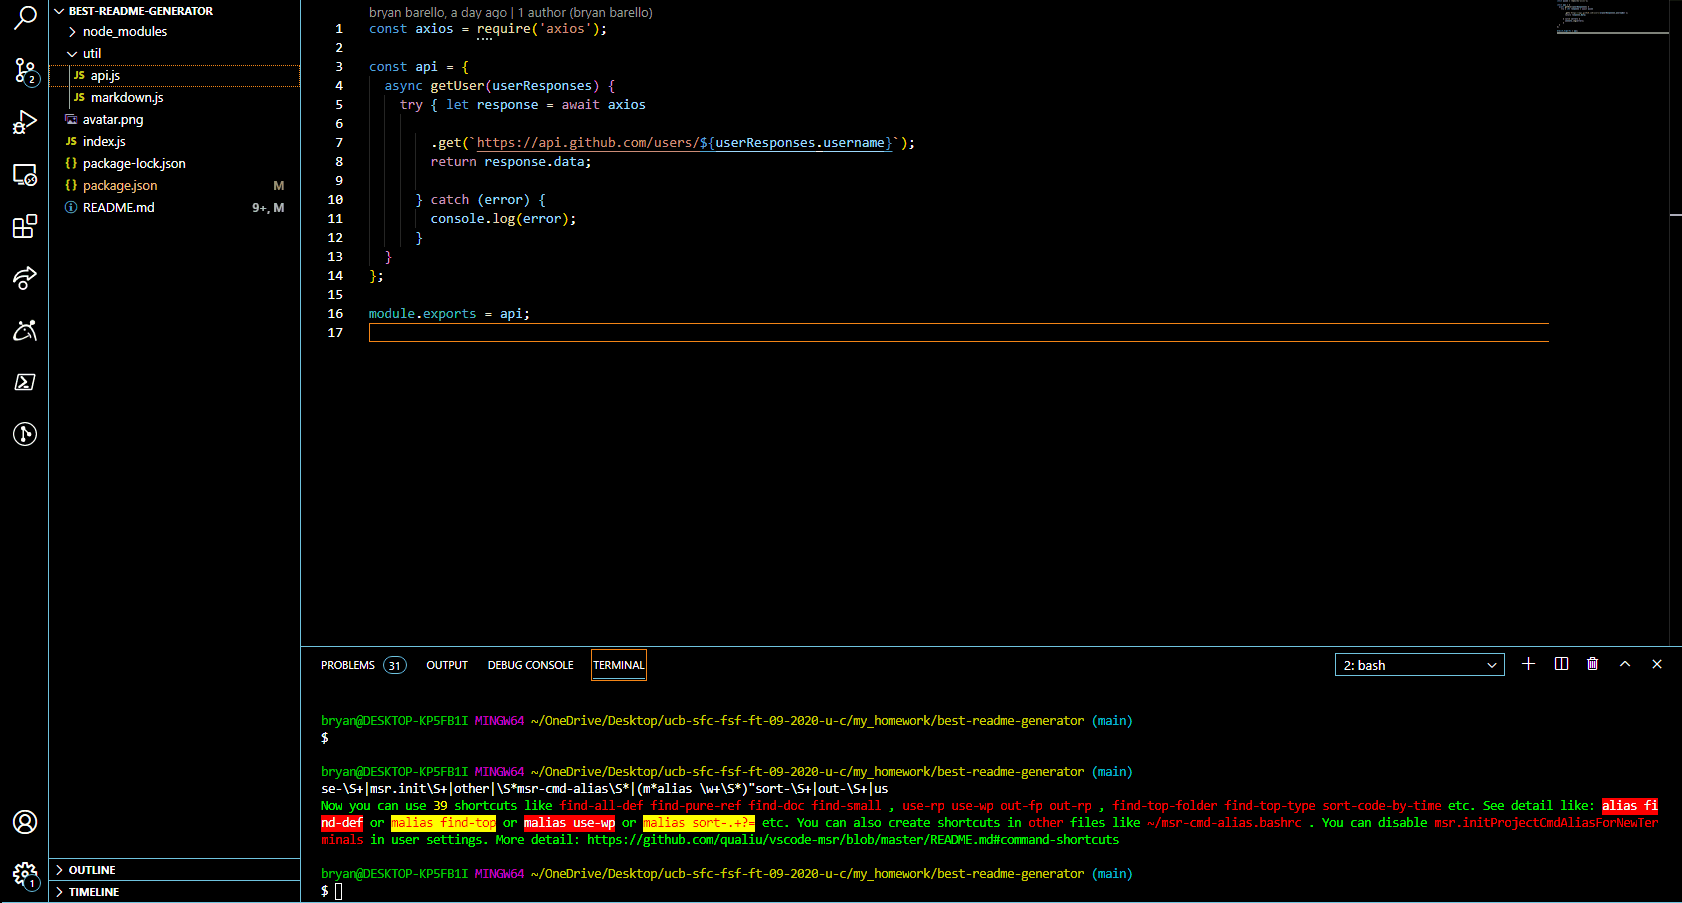 BEST-README-GENERATOR
node_modules
util
JS api.js
JS markdown.js
avatar.png
JS index.js
{} package-lock.json
{} package.json M
README.md 9+, M
2
1
OUTLINE
TIMELINE
bryan barello, a day ago | 1 author (bryan barello)
1 const axios = require('axios');
2
3 const api = {
4 async getUser(userResponses) {
5 try { let response = await axios
6
7 .get(`https://api.github.com/users/${userResponses.username}`);
8 return response.data;
9
10 } catch (error) {
11 console.log(error);
12 }
13 }
14 };
15
16 module.exports = api;
17
PROBLEMS 31 OUTPUT DEBUG CONSOLE TERMINAL 2: bash
bryan@DESKTOP-KP5FB1I MINGW64 ~/OneDrive/Desktop/ucb-sfc-fsf-ft-09-2020-u-c/my_homework/best-readme-generator (main)
$
bryan@DESKTOP-KP5FB1I MINGW64 ~/OneDrive/Desktop/ucb-sfc-fsf-ft-09-2020-u-c/my_homework/best-readme-generator (main)
se-\S+|msr.init\S+|other|\S*msr-cmd-alias\S*|(m*alias \w+\S*)"sort-\S+|out-\S+|us
Now you can use 39 shortcuts like find-all-def find-pure-ref find-doc find-small , use-rp use-wp out-fp out-rp , find-top-folder find-top-type sort-code-by-time etc. See detail like: alias fi
nd-def or malias find-top or malias use-wp or malias sort-.+?= etc. You can also create shortcuts in other files like ~/msr-cmd-alias.bashrc . You can disable msr.initProjectCmdAliasForNewTer
minals in user settings. More detail: https://github.com/qualiu/vscode-msr/blob/master/README.md#command-shortcuts
bryan@DESKTOP-KP5FB1I MINGW64 ~/OneDrive/Desktop/ucb-sfc-fsf-ft-09-2020-u-c/my_homework/best-readme-generator (main)
$